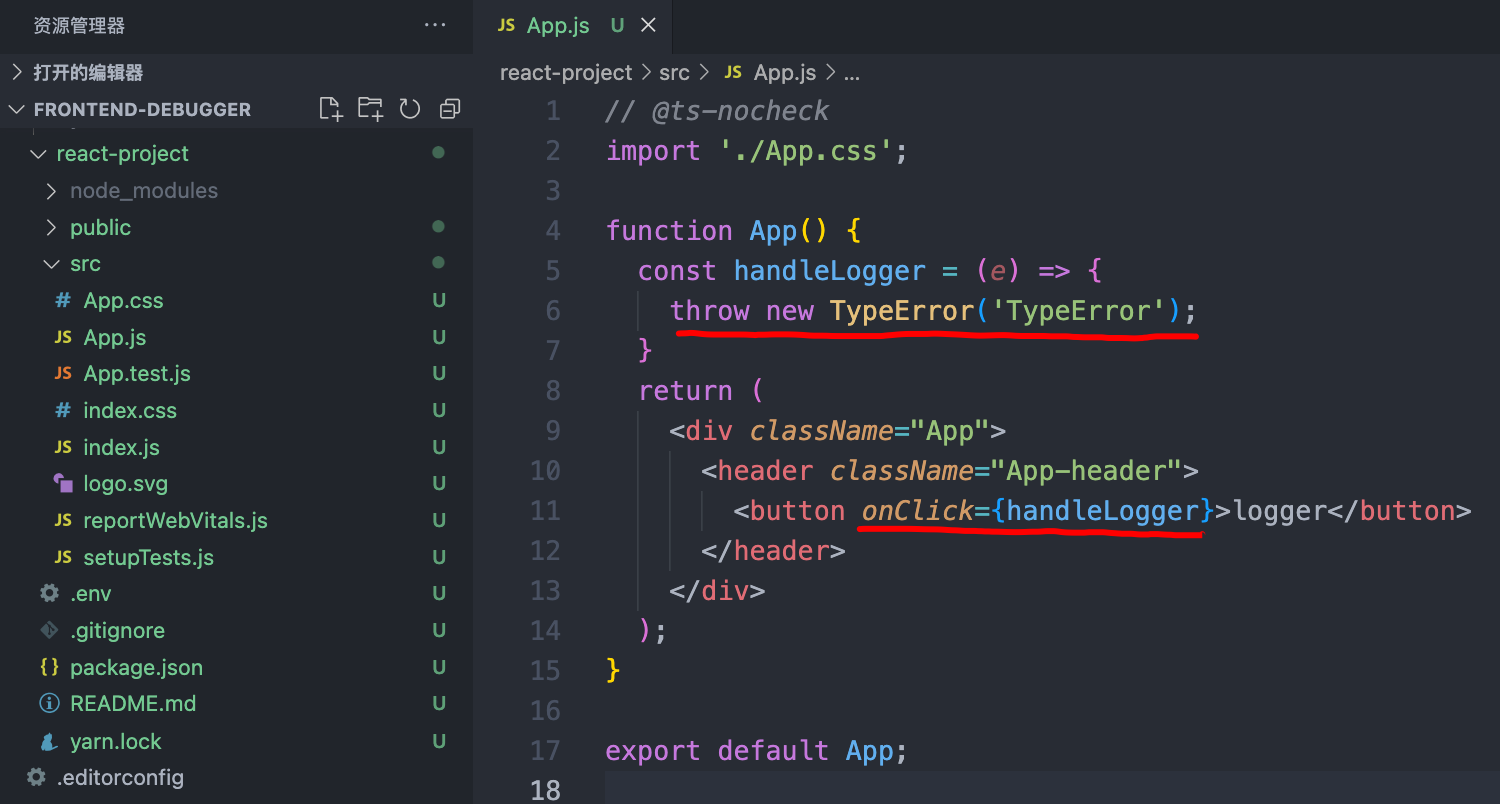 资源管理器 ...
打开的编辑器
FRONTEND-DEBUGGER
react-project
node_modules
public
src
# App.css U
JS App.js U
JS App.test.js U
# index.css U
JS index.js U
logo.svg U
JS reportWebVitals.js U
JS setupTests.js U
.env U
.gitignore U
{} package.json U
README.md U
yarn.lock U
.editorconfig
JS App.js U
react-project > src > JS App.js > ...
1 // @ts-nocheck
2 import './App.css';
3
4 function App() {
5 const handleLogger = (e) => {
6 throw new TypeError('TypeError');
7 }
8 return (
9 <div className="App">
10 <header className="App-header">
11 <button onClick={handleLogger}>logger</button>
12 </header>
13 </div>
14 );
15 }
16
17 export default App;
18